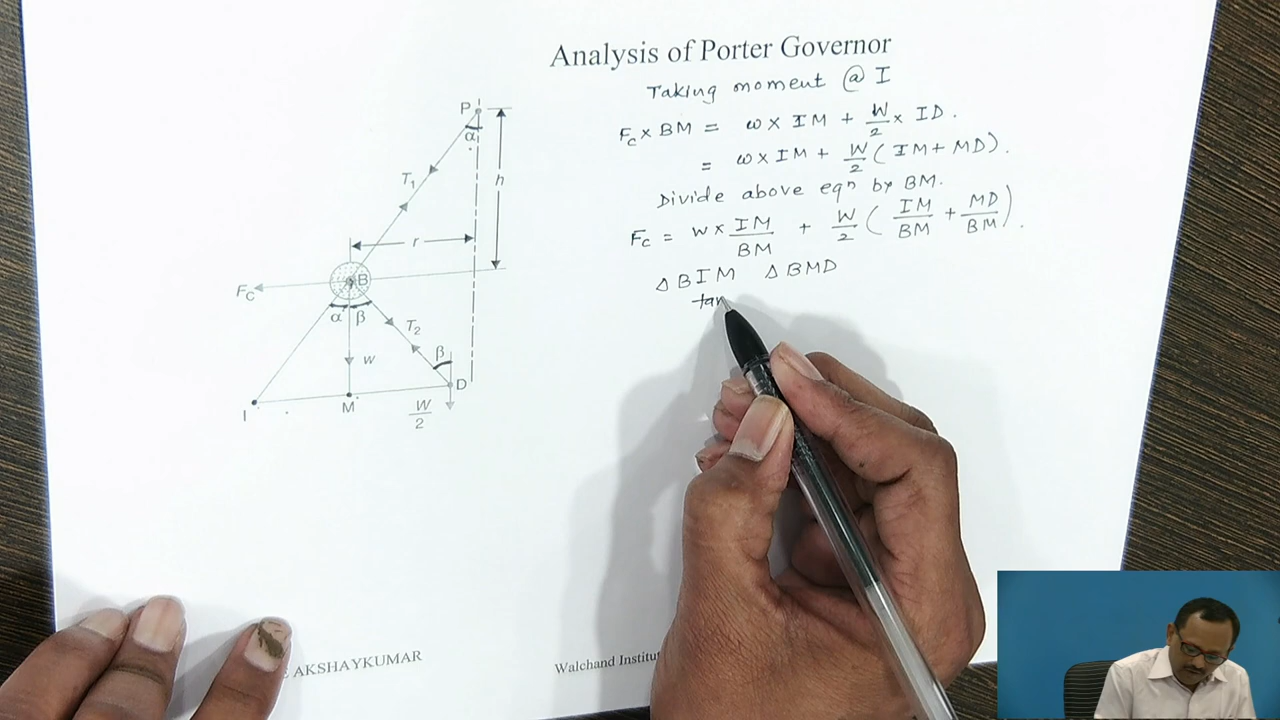 Analysis of Porter Governor
Taking moment @ I
Fc × BM = w × IM + W/2 × ID.
= w × IM + W/2 (IM + MD).
Divide above eqn by BM.
Fc = w × IM/BM + W/2 (IM/BM + MD/BM).
△ BIM △ BMD
tan
P
α
T1
h
r
B
Fc
α β
T2
w
β
D
I
M
W/2
AKSHAYKUMAR
Walchand